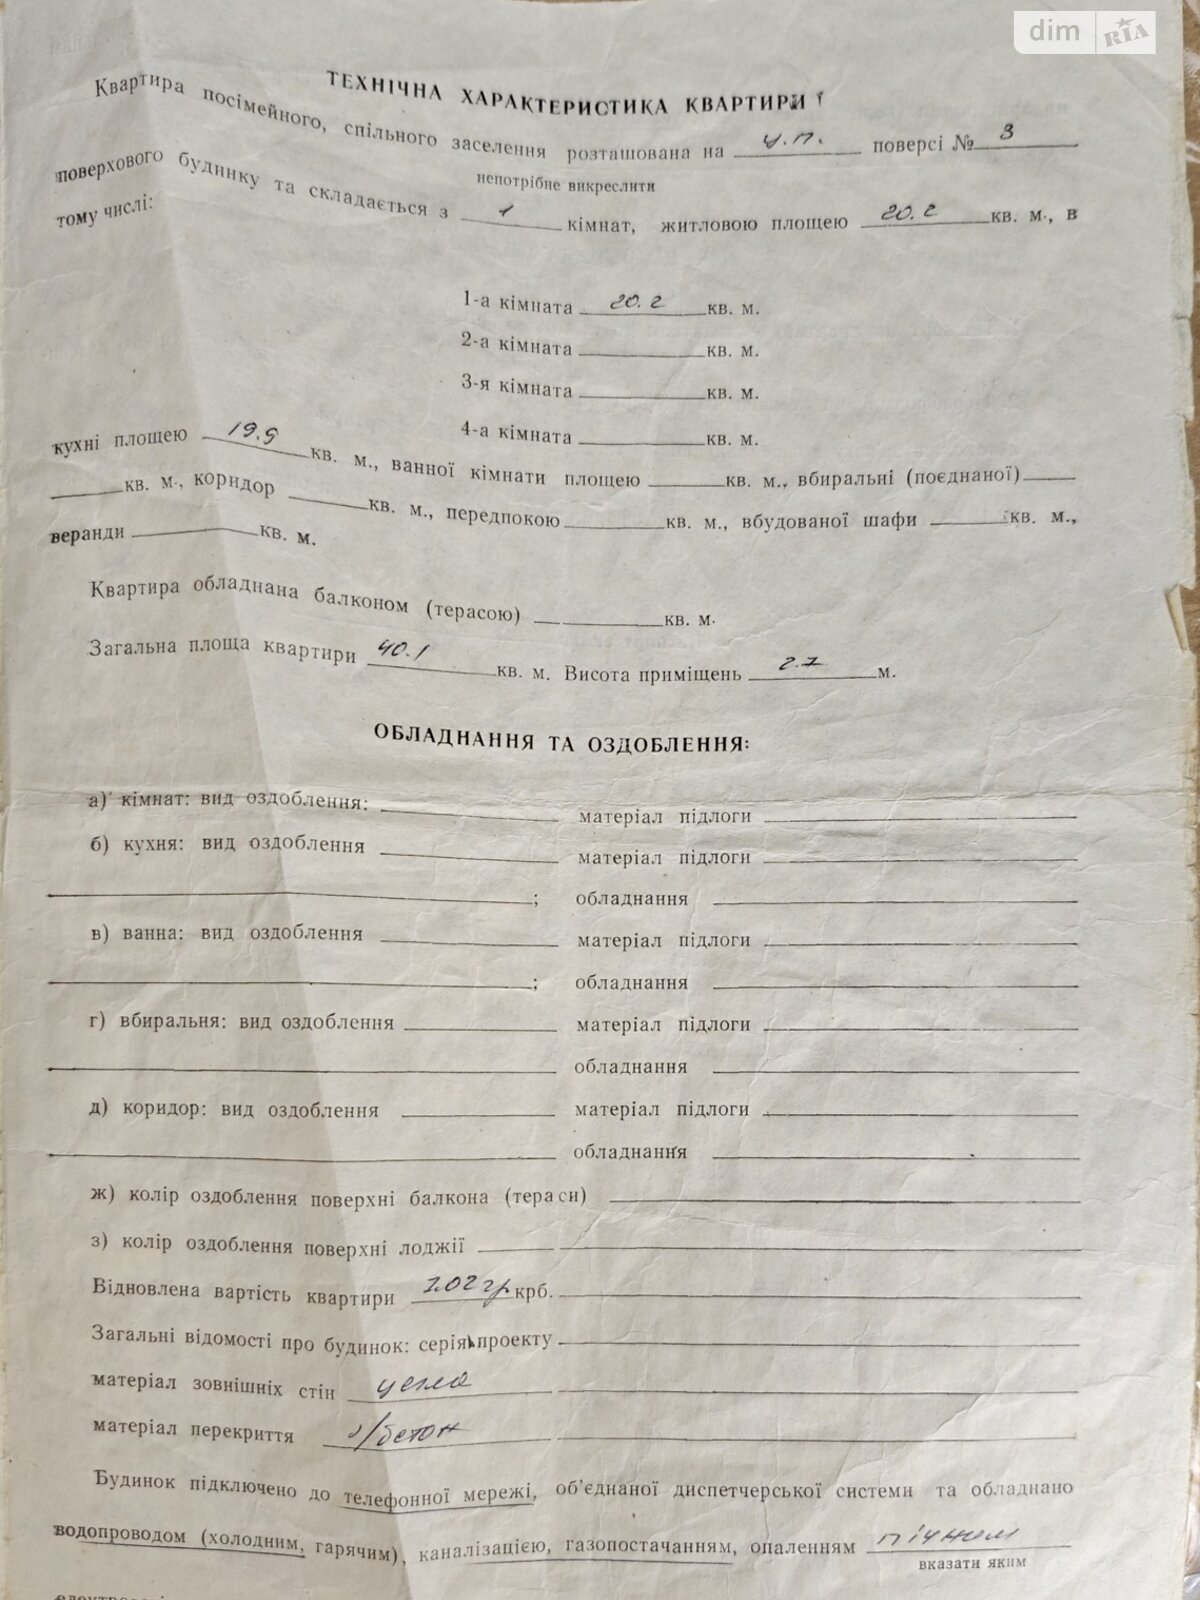 dim RIA
ТЕХНІЧНА ХАРАКТЕРИСТИКА КВАРТИРИ
Квартира посімейного, спільного заселення розташована на ц.п. поверсі № 3
непотрібне викреслити
поверхового будинку та складається з 1 кімнат, житловою площею 20.2 кв. м., в
тому числі:
1-а кімната 20.2 кв. м.
2-а кімната кв. м.
3-я кімната кв. м.
4-а кімната кв. м.
кухні площею 19.9 кв. м., ванної кімнати площею кв. м., вбиральні (поєднаної)
кв. м., коридор кв. м., передпокою кв. м., вбудованої шафи кв. м.,
веранди кв. м.
Квартира обладнана балконом (терасою) кв. м.
Загальна площа квартири 40.1 кв. м. Висота приміщень 2.7 м.
ОБЛАДНАННЯ ТА ОЗДОБЛЕННЯ:
а) кімнат: вид оздоблення: матеріал підлоги
б) кухня: вид оздоблення матеріал підлоги
; обладнання
в) ванна: вид оздоблення матеріал підлоги
; обладнання
г) вбиральня: вид оздоблення матеріал підлоги
обладнання
д) коридор: вид оздоблення матеріал підлоги
обладнання
ж) колір оздоблення поверхні балкона (тераси)
з) колір оздоблення поверхні лоджії
Відновлена вартість квартири крб.
Загальні відомості про будинок: серія проекту
матеріал зовнішніх стін цегла
матеріал перекриття з/бетон
Будинок підключено до телефонної мережі, об'єднаної диспетчерської системи та обладнано
водопроводом (холодним, гарячим), каналізацією, газопостачанням, опаленням пічним
вказати яким